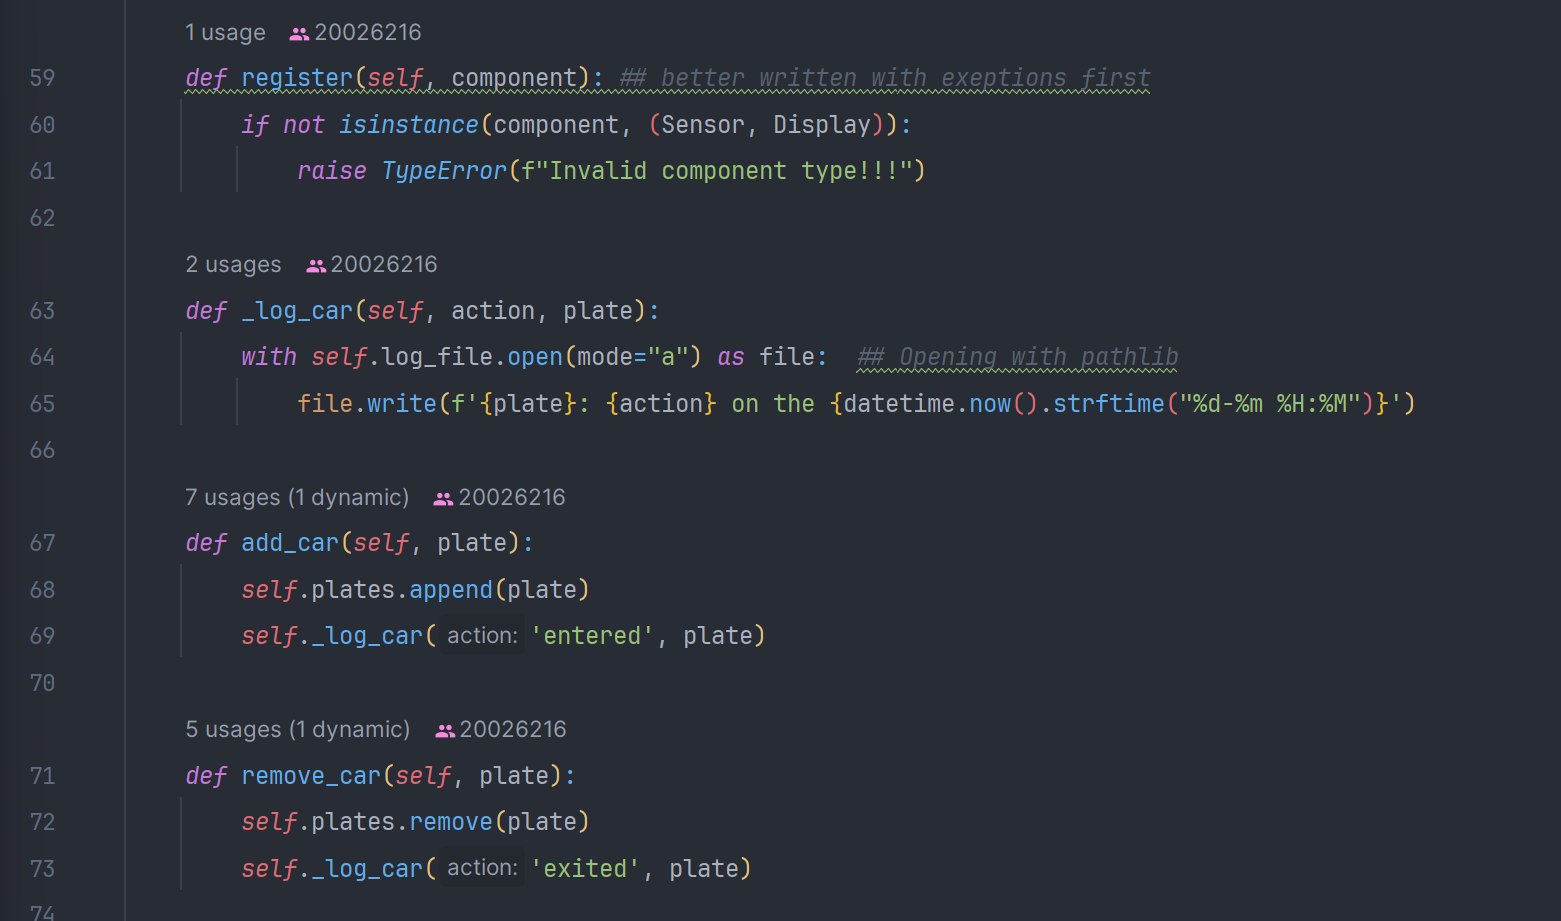 1 usage 20026216
59 def register(self, component): ## better written with exeptions first
60 if not isinstance(component, (Sensor, Display)):
61 raise TypeError(f"Invalid component type!!!")
62
2 usages 20026216
63 def _log_car(self, action, plate):
64 with self.log_file.open(mode="a") as file:  ## Opening with pathlib
65 file.write(f'{plate}: {action} on the {datetime.now().strftime("%d-%m %H:%M")}')
66
7 usages (1 dynamic) 20026216
67 def add_car(self, plate):
68 self.plates.append(plate)
69 self._log_car( action: 'entered', plate)
70
5 usages (1 dynamic) 20026216
71 def remove_car(self, plate):
72 self.plates.remove(plate)
73 self._log_car( action: 'exited', plate)
74